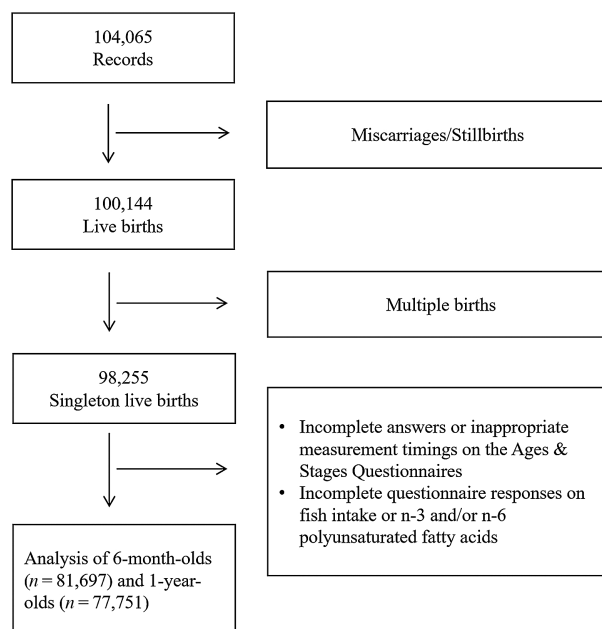 104,065
Records
Miscarriages/Stillbirths
100,144
Live births
Multiple births
98,255
Singleton live births
• Incomplete answers or inappropriate
measurement timings on the Ages &
Stages Questionnaires
• Incomplete questionnaire responses on
fish intake or n-3 and/or n-6
polyunsaturated fatty acids
Analysis of 6-month-olds
(n = 81,697) and 1-year-
olds (n = 77,751)